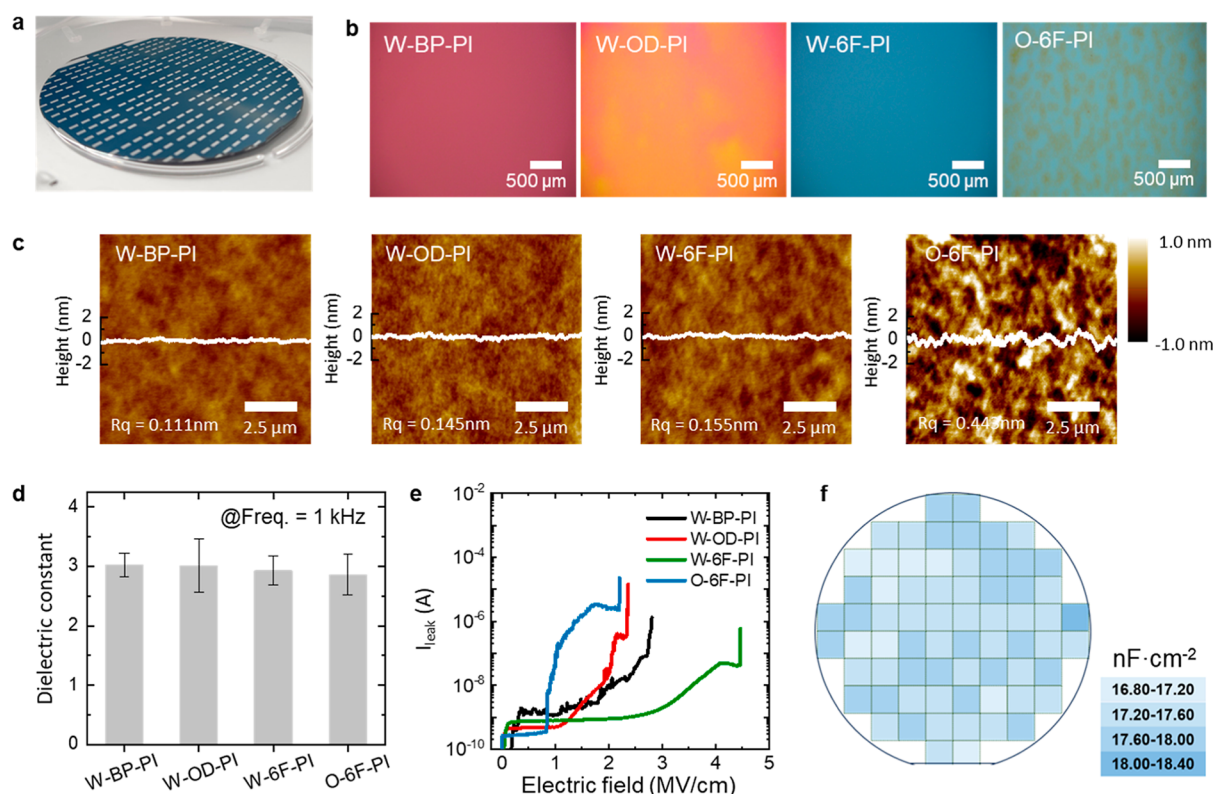 a
b
W-BP-PI
500 µm
W-OD-PI
500 µm
W-6F-PI
500 µm
O-6F-PI
500 µm
c
W-BP-PI
Height (nm)
2
0
-2
Rq = 0.111nm
2.5 µm
W-OD-PI
Height (nm)
2
0
-2
Rq = 0.145nm
2.5 µm
W-6F-PI
Height (nm)
2
0
-2
Rq = 0.155nm
2.5 µm
O-6F-PI
Height (nm)
2
0
-2
Rq = 0.443nm
2.5 µm
1.0 nm
-1.0 nm
d
@Freq. = 1 kHz
Dielectric constant
4
3
2
1
0
W-BP-PI
W-OD-PI
W-6F-PI
O-6F-PI
e
I_leak (A)
10⁻²
10⁻⁴
10⁻⁶
10⁻⁸
10⁻¹⁰
W-BP-PI
W-OD-PI
W-6F-PI
O-6F-PI
0 1 2 3 4 5
Electric field (MV/cm)
f
nF·cm⁻²
16.80-17.20
17.20-17.60
17.60-18.00
18.00-18.40